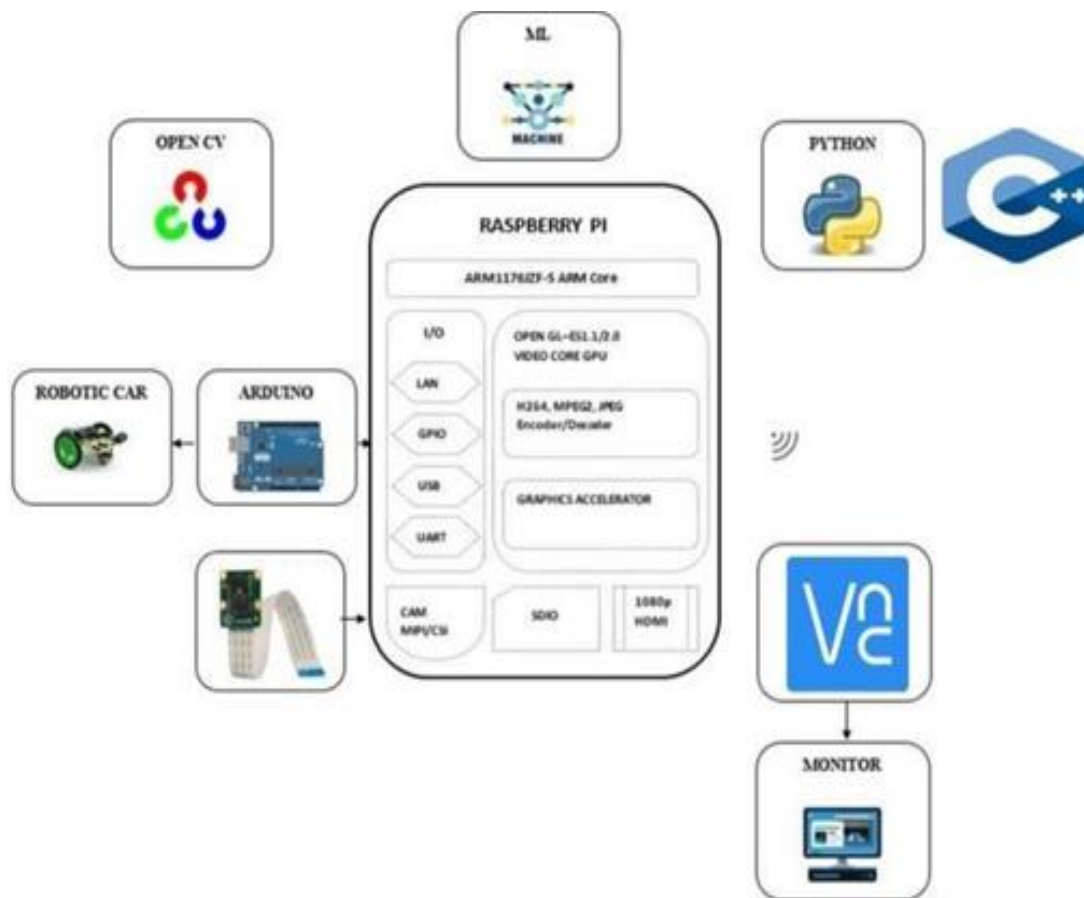 ML
MACHINE
OPEN CV
PYTHON
C++
RASPBERRY PI
ARM1176JZF-S ARM Core
I/O
LAN
GPIO
USB
UART
OPEN GL-ES1.1/2.0
VIDEO CORE GPU
H264, MPEG2, JPEG
Encoder/Decoder
GRAPHICS ACCELERATOR
ROBOTIC CAR
ARDUINO
CAM
MIPI/CSI
SDIO
1080p
HDMI
Vnc
MONITOR